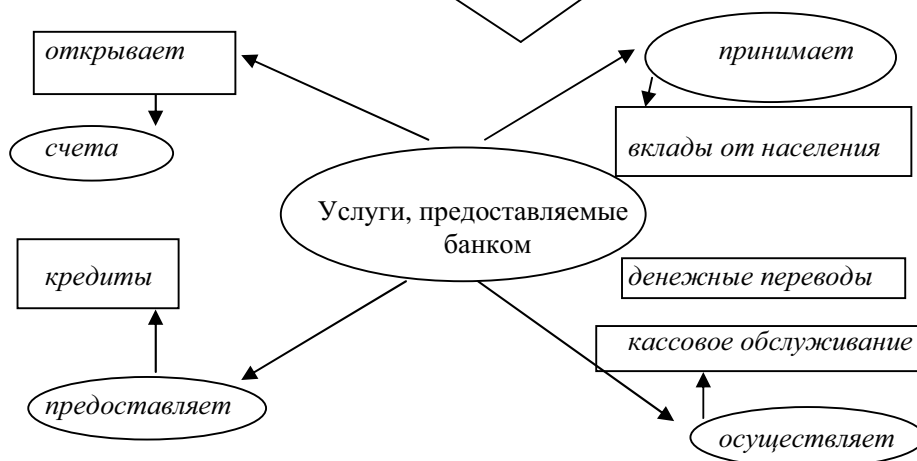 открывает
принимает
счета
вклады от населения
Услуги, предоставляемые
банком
кредиты
денежные переводы
кассовое обслуживание
предоставляет
осуществляет